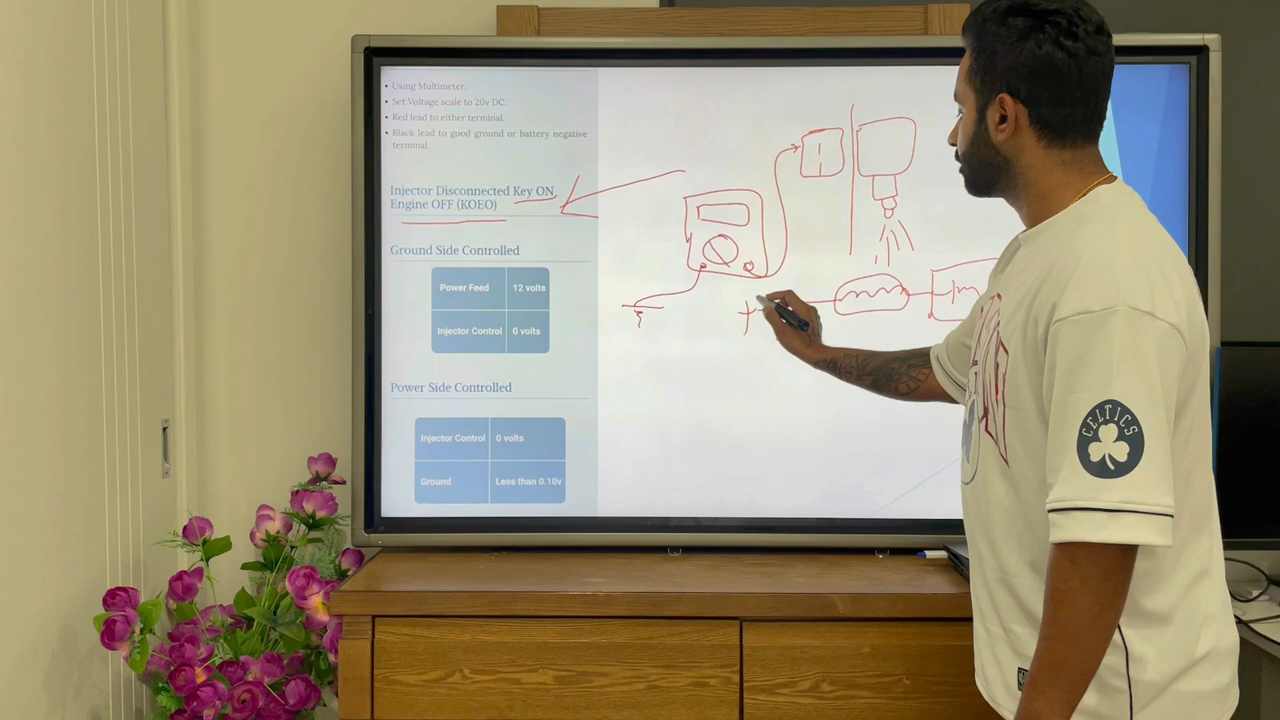 Using Multimeter.
Set Voltage scale to 20v DC.
Red lead to either terminal.
Black lead to good ground or battery negative
terminal.
Injector Disconnected Key ON,
Engine OFF (KOEO)
Ground Side Controlled
Power Feed 12 volts
Injector Control 0 volts
Power Side Controlled
Injector Control 0 volts
Ground Less than 0.10v
+
CELTICS